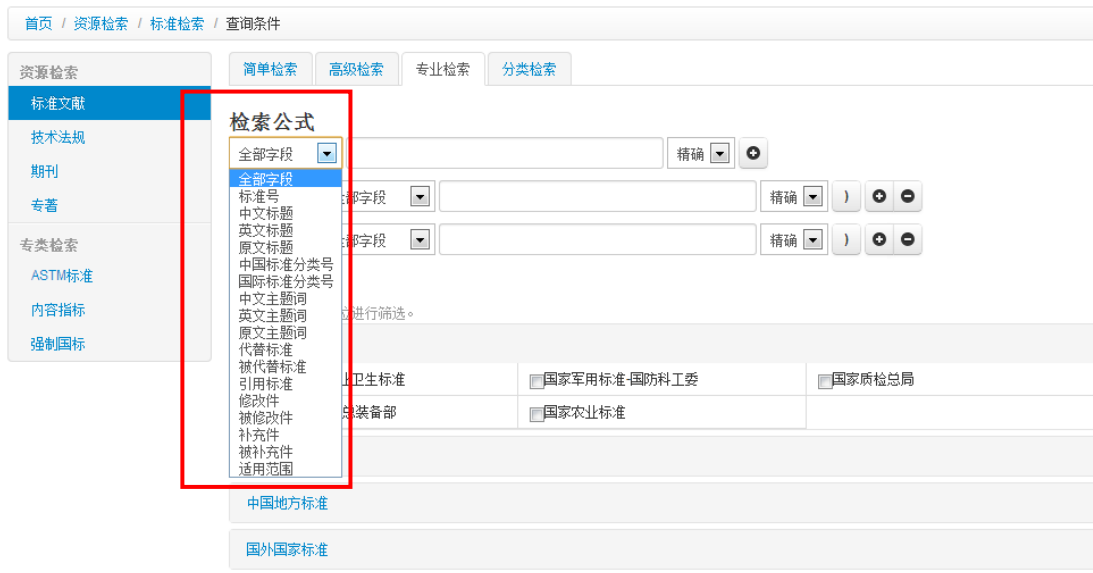 首页 / 资源检索 / 标准检索 / 查询条件
资源检索
标准文献
技术法规
期刊
专著
专类检索
ASTM标准
内容指标
强制国标
简单检索 高级检索 专业检索 分类检索
检索公式
全部字段 精确
全部字段
标准号
中文标题
英文标题
原文标题
中国标准分类号
国际标准分类号
中文主题词
英文主题词
原文主题词
代替标准
被代替标准
引用标准
修改件
被修改件
补充件
被补充件
适用范围
部字段 精确 )
部字段 精确 )
进行筛选。
卫生标准 国家军用标准-国防科工委 国家质检总局
总装备部 国家农业标准
中国地方标准
国外国家标准